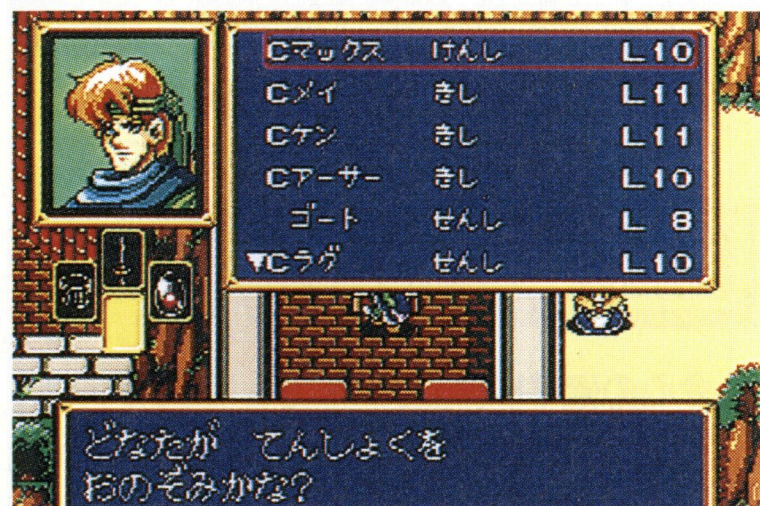 Cマックス けんし L10
Cメイ きし L11
Cケン きし L11
Cアーサー きし L10
ゴート せんし L 8
▼Cラグ せんし L10
どなたが てんしょくを
おのぞみかな?